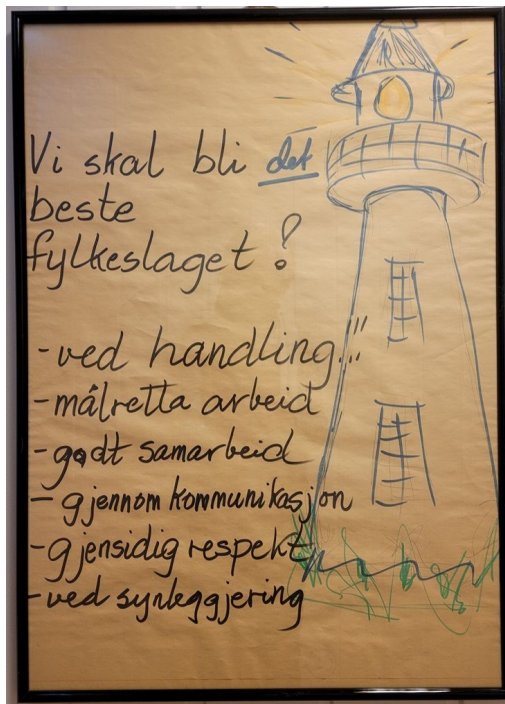 Vi skal bli det
beste
fylkeslaget?
-ved handling..!!!
-målretta arbeid
-godt samarbeid
-gjennom kommunikasjon
-gjensidig respekt
-ved synleggjering